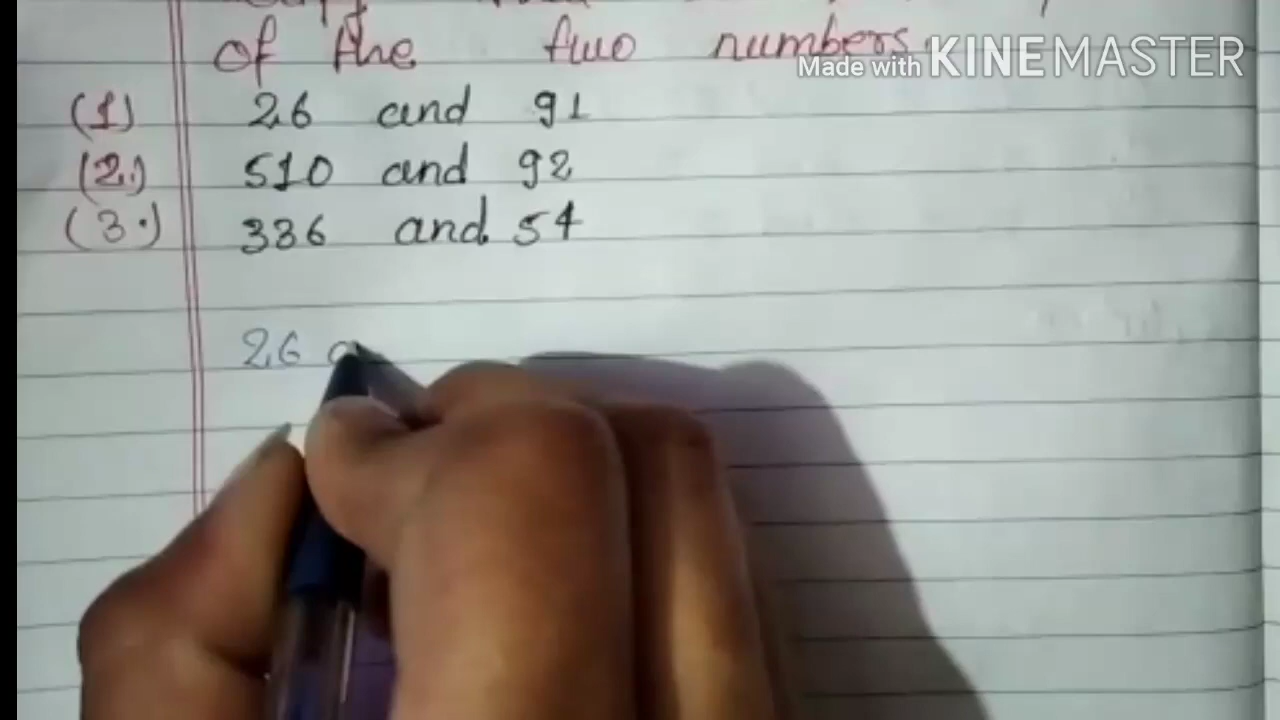 of the two numbers
Made with KINEMASTER
(1) 26 and 91
(2.) 510 and 92
(3.) 336 and 54
26